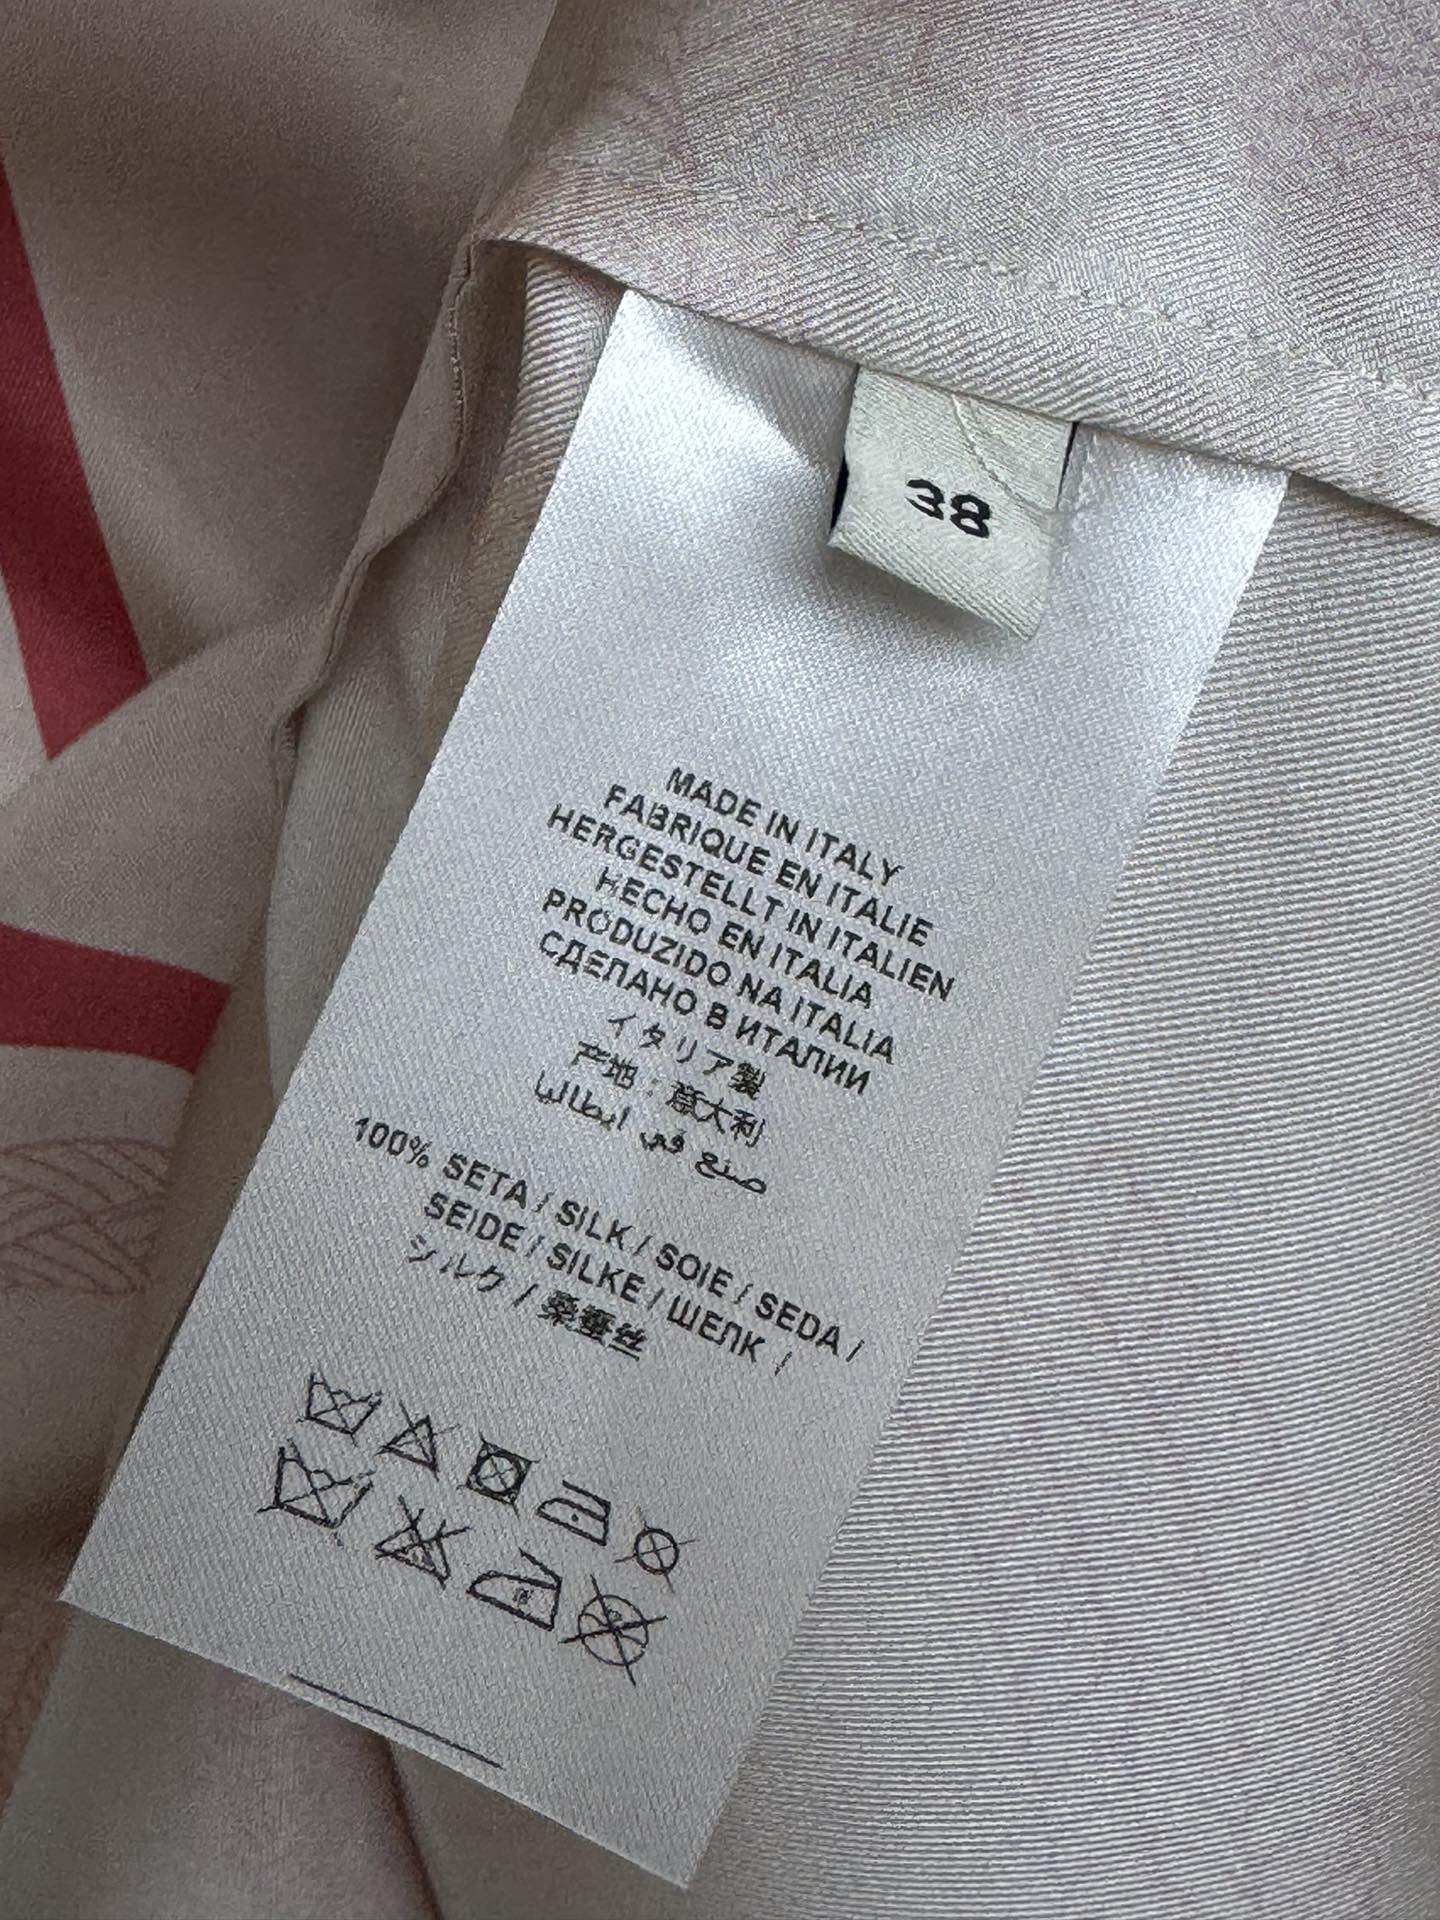 38
MADE IN ITALY
FABRIQUE EN ITALIE
HERGESTELLT IN ITALIEN
HECHO EN ITALIA
PRODUZIDO NA ITALIA
СДЕЛАНО В ИТАЛИИ
イタリア製
产地:意大利
صنع في ايطاليا
100% SETA / SILK / SOIE / SEDA /
SEIDE / SILKE / ШЕЛК /
シルク / 桑蚕丝